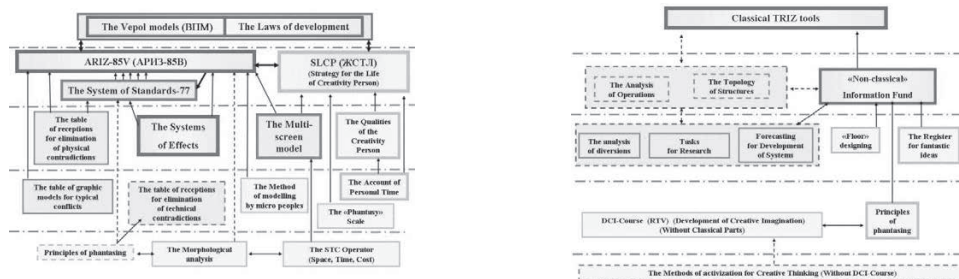 The Vepol models (ВПМ)
The Laws of development
ARIZ-85V (АРИЗ-85В)
SLCP (ЖСТЛ)
(Strategy for the Life
of Creativity Person)
The System of Standards-77
The table
of receptions
for elimination
of physical
contradictions
The Systems
of Effects
The Multi-
screen
model
The Qualities
of the
Creativity
Person
The table of graphic
models for typical
conflicts
The table of receptions
for elimination
of technical
contradictions
The Method
of modelling
by micro peoples
The Account of
Personal Time
The «Phantasy»
Scale
Principles of phantasing
The Morphological
analysis
The STC Operator
(Space, Time, Cost)
Classical TRIZ tools
The Analysis
of Operations
The Topology
of Structures
«Non-classical»
Information Fund
The analysis
of diversions
Tasks
for Research
Forecasting
for Development
of Systems
«Floor»
designing
The Register
for fantastic
ideas
DCI-Course (RTV) (Development of Creative Imagination)
(Without Classical Parts)
Principles
of
phantasing
The Methods of activization for Creative Thinking (Without DCI-Course)